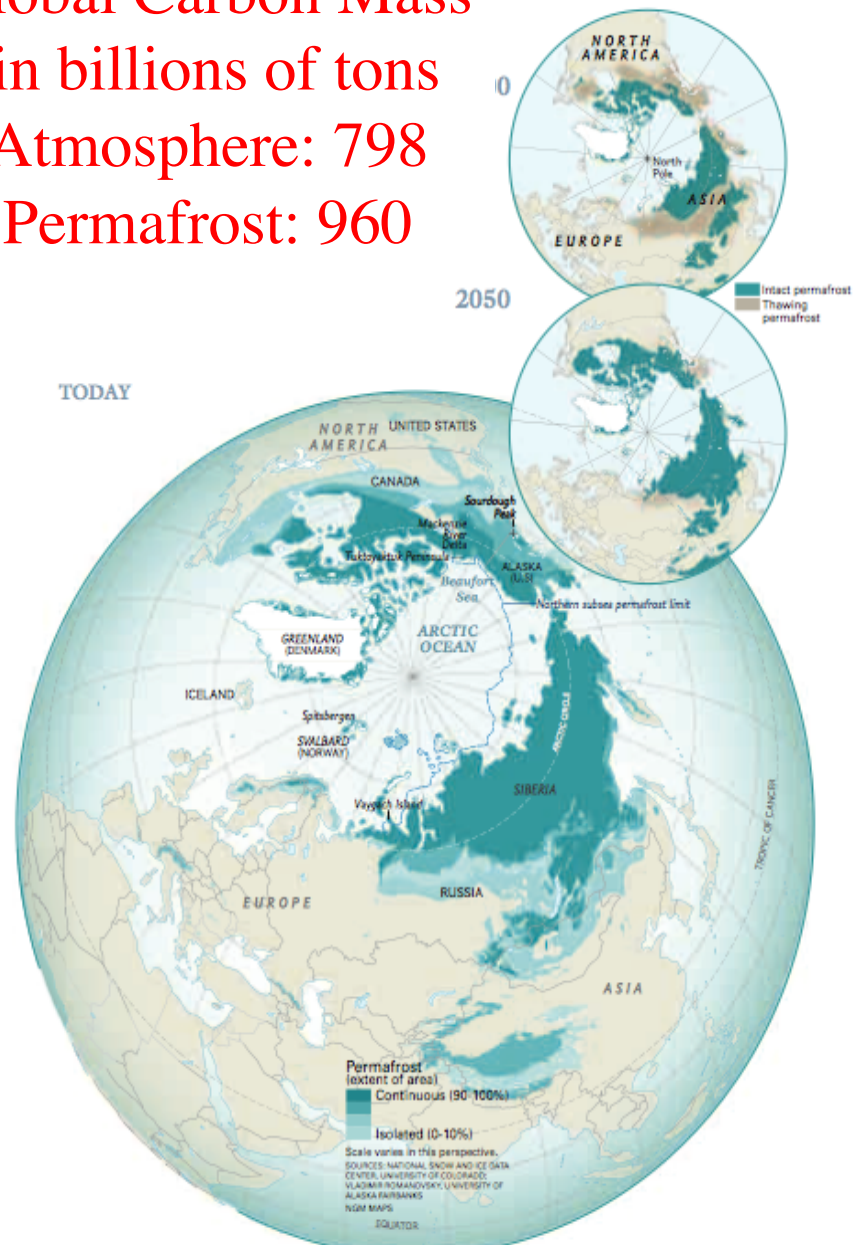 obal Carbon Mass
in billions of tons
Atmosphere: 798
Permafrost: 960
NORTH
AMERICA
0
North
Pole
ASIA
EUROPE
2050
Intact permafrost
Thawing
permafrost
TODAY
NORTH
AMERICA
UNITED STATES
CANADA
Sourdough
Peak
Mackenzie
River
Delta
Tuktoyaktuk Peninsula
ALASKA
(U.S)
Beaufort
Sea
Northern subsea permafrost limit
ARCTIC
OCEAN
GREENLAND
(DENMARK)
ICELAND
Spitsbergen
SVALBARD
(NORWAY)
ARCTIC CIRCLE
SIBERIA
Vaygach Island
TROPIC OF CANCER
RUSSIA
EUROPE
ASIA
Permafrost
(extent of area)
Continuous (90-100%)
Isolated (0-10%)
Scale varies in this perspective.
SOURCES: NATIONAL SNOW AND ICE DATA
CENTER, UNIVERSITY OF COLORADO;
VLADIMIR ROMANOVSKY, UNIVERSITY OF
ALASKA FAIRBANKS
NGM MAPS
EQUATOR